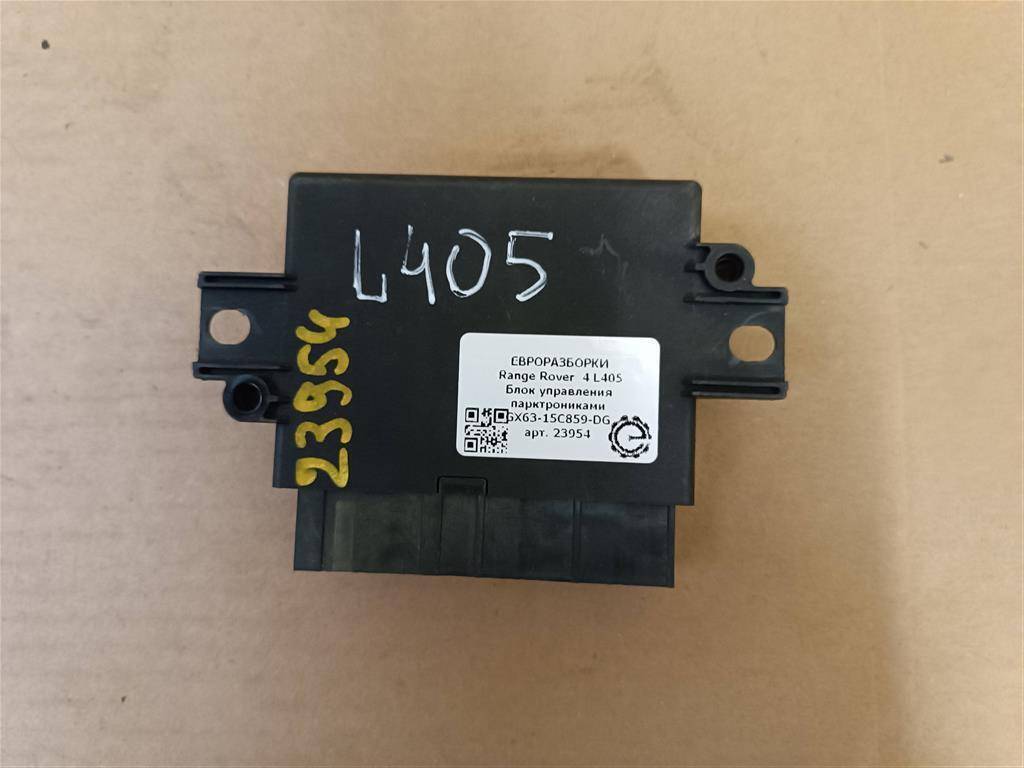 L405
23954
ЕВРОРАЗБОРКИ
Range Rover 4 L405
Блок управления
парктрониками
GX63-15C859-DG
арт. 23954